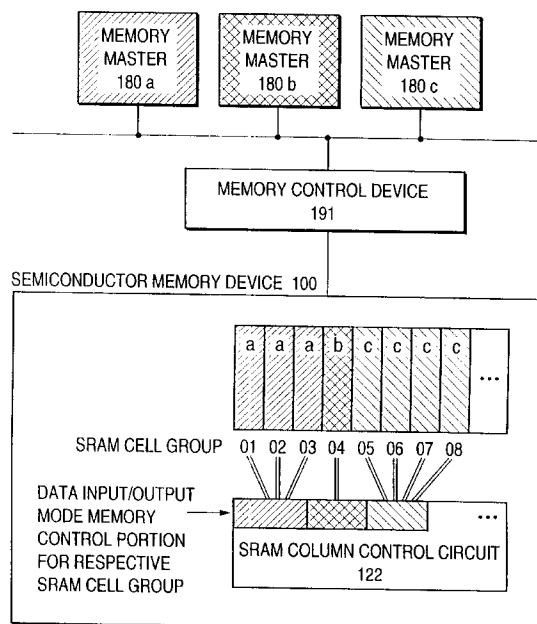 MEMORY
MASTER
180 a
MEMORY
MASTER
180 b
MEMORY
MASTER
180 c
MEMORY CONTROL DEVICE
191
SEMICONDUCTOR MEMORY DEVICE 100
a a a b c c c c ...
SRAM CELL GROUP 01 02 03 04 05 06 07 08
DATA INPUT/OUTPUT
MODE MEMORY
CONTROL PORTION
FOR RESPECTIVE
SRAM CELL GROUP
...
SRAM COLUMN CONTROL CIRCUIT
122